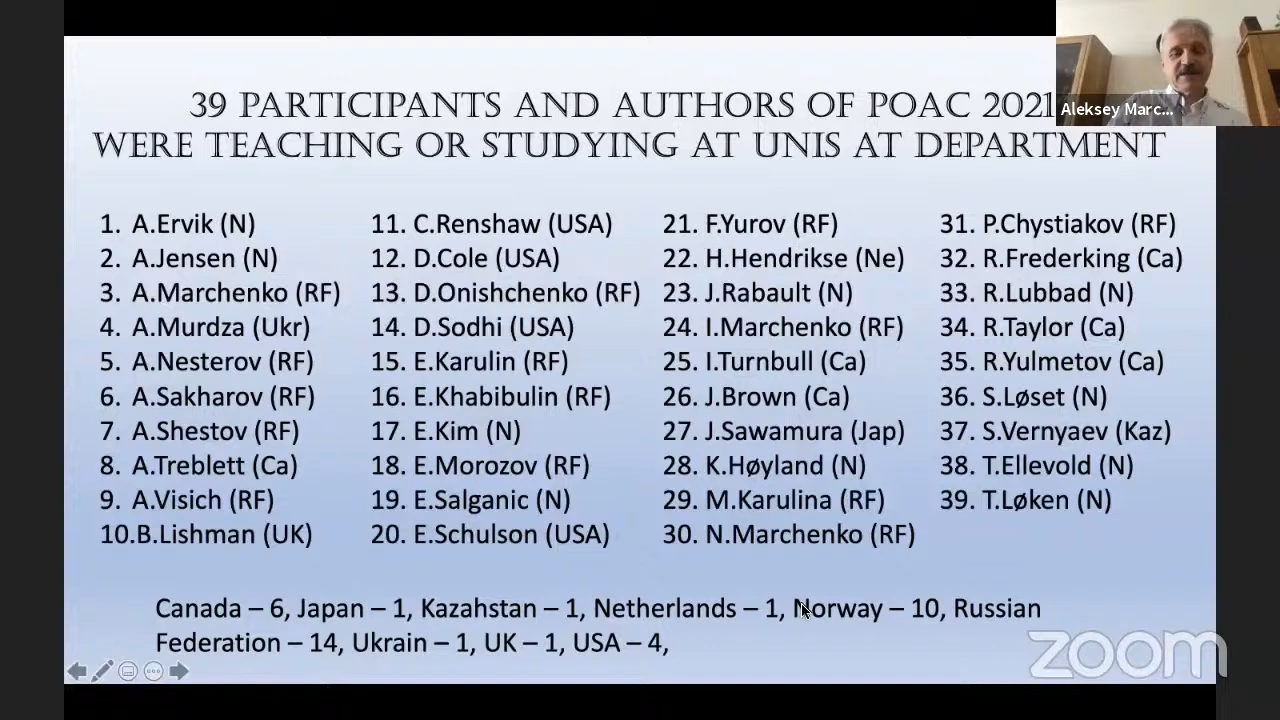 39 PARTICIPANTS AND AUTHORS OF POAC 2021
WERE TEACHING OR STUDYING AT UNIS AT DEPARTMENT
Aleksey Marc...
1. A.Ervik (N)
2. A.Jensen (N)
3. A.Marchenko (RF)
4. A.Murdza (Ukr)
5. A.Nesterov (RF)
6. A.Sakharov (RF)
7. A.Shestov (RF)
8. A.Treblett (Ca)
9. A.Visich (RF)
10.B.Lishman (UK)
11. C.Renshaw (USA)
12. D.Cole (USA)
13. D.Onishchenko (RF)
14. D.Sodhi (USA)
15. E.Karulin (RF)
16. E.Khabibulin (RF)
17. E.Kim (N)
18. E.Morozov (RF)
19. E.Salganic (N)
20. E.Schulson (USA)
21. F.Yurov (RF)
22. H.Hendrikse (Ne)
23. J.Rabault (N)
24. I.Marchenko (RF)
25. I.Turnbull (Ca)
26. J.Brown (Ca)
27. J.Sawamura (Jap)
28. K.Høyland (N)
29. M.Karulina (RF)
30. N.Marchenko (RF)
31. P.Chystiakov (RF)
32. R.Frederking (Ca)
33. R.Lubbad (N)
34. R.Taylor (Ca)
35. R.Yulmetov (Ca)
36. S.Løset (N)
37. S.Vernyaev (Kaz)
38. T.Ellevold (N)
39. T.Løken (N)
Canada – 6, Japan – 1, Kazahstan – 1, Netherlands – 1, Norway – 10, Russian
Federation – 14, Ukrain – 1, UK – 1, USA – 4,
zoom